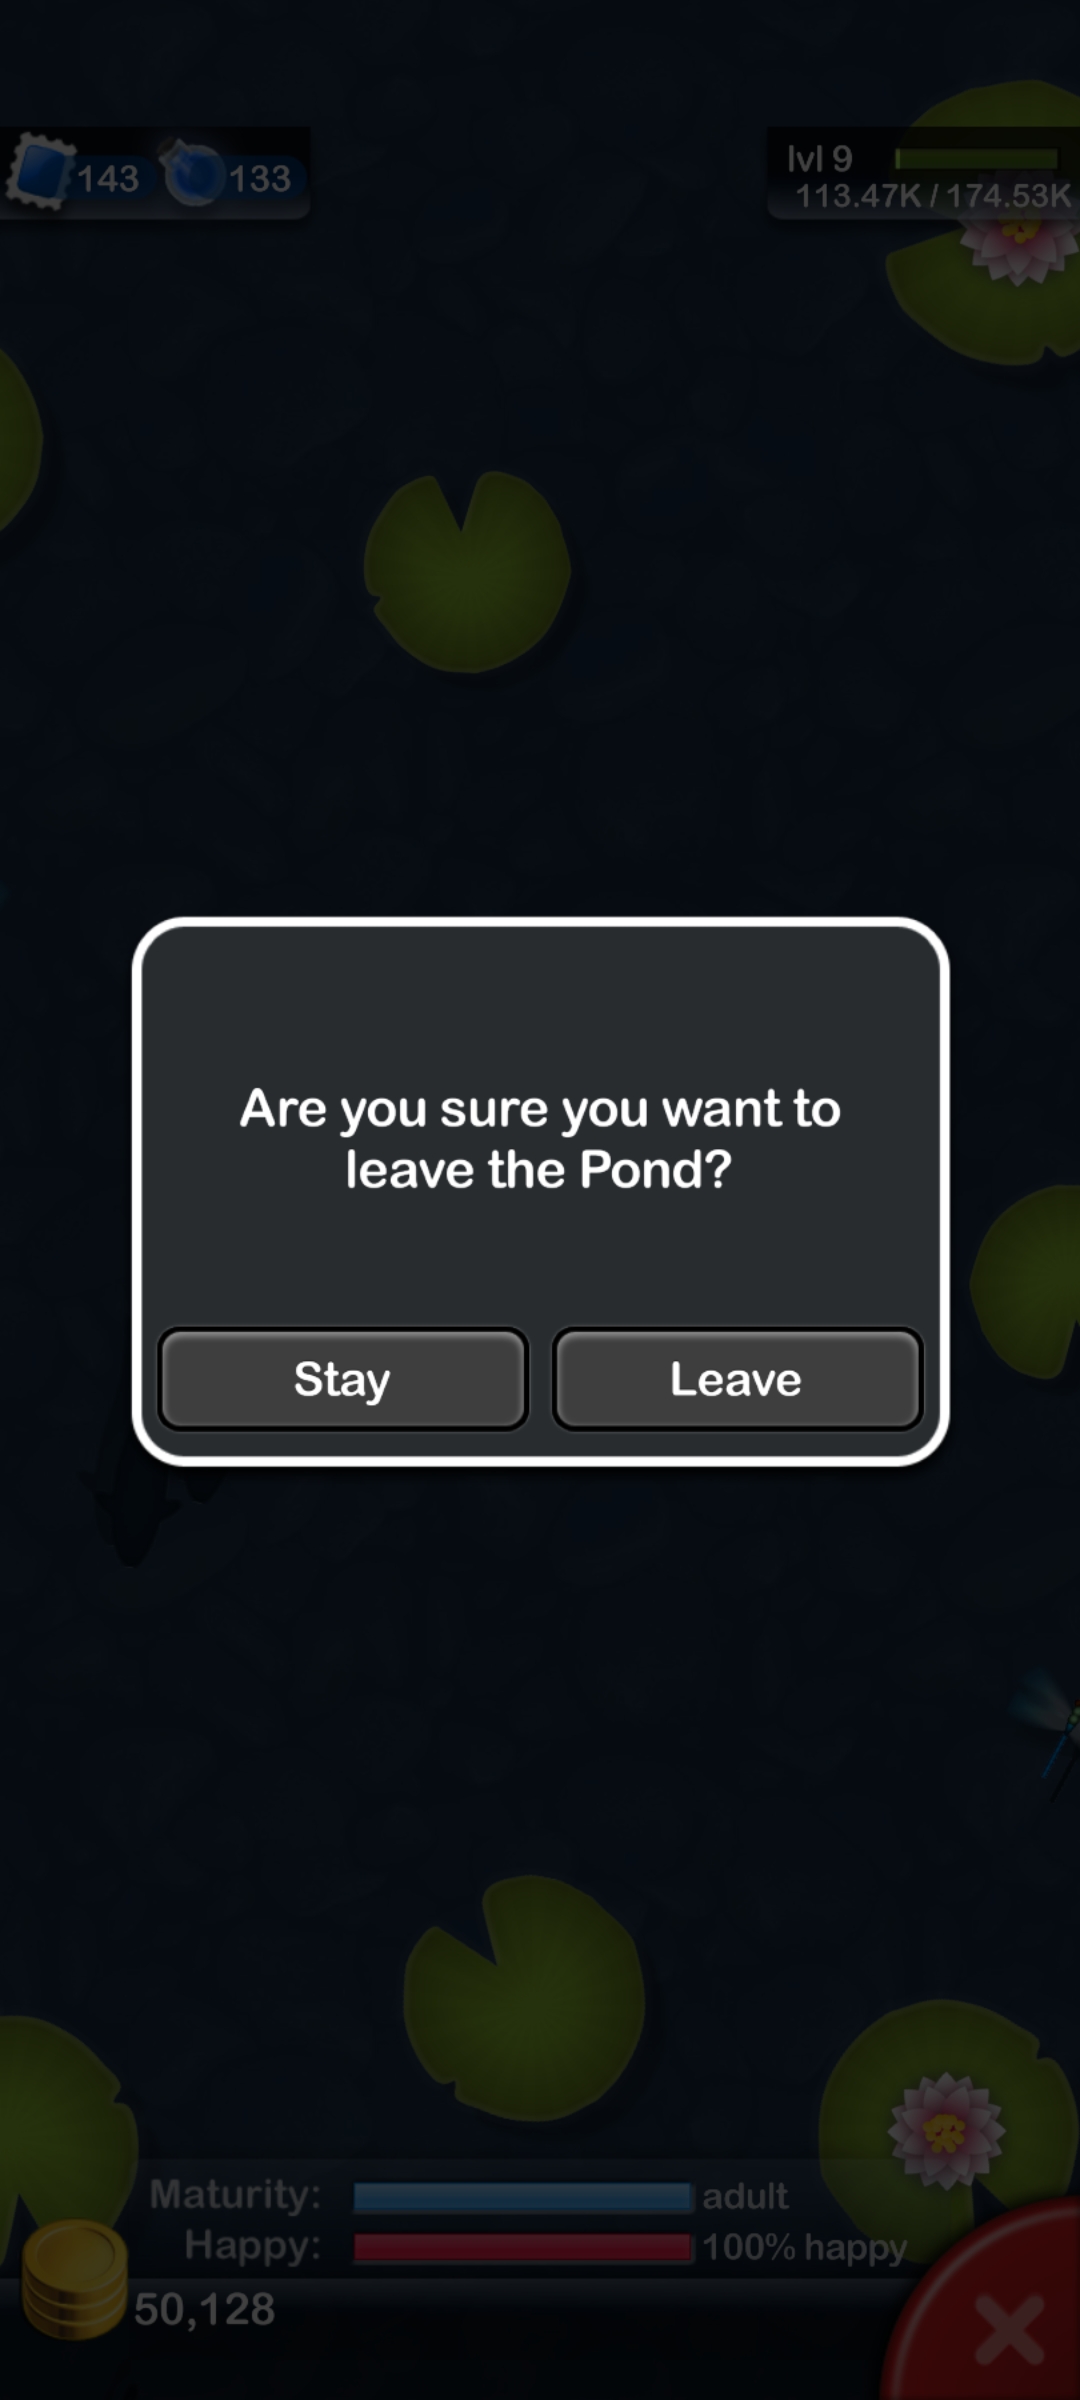 143 133
lvl 9
113.47K / 174.53K
Are you sure you want to
leave the Pond?
Stay Leave
Maturity: adult
Happy: 100% happy
50,128